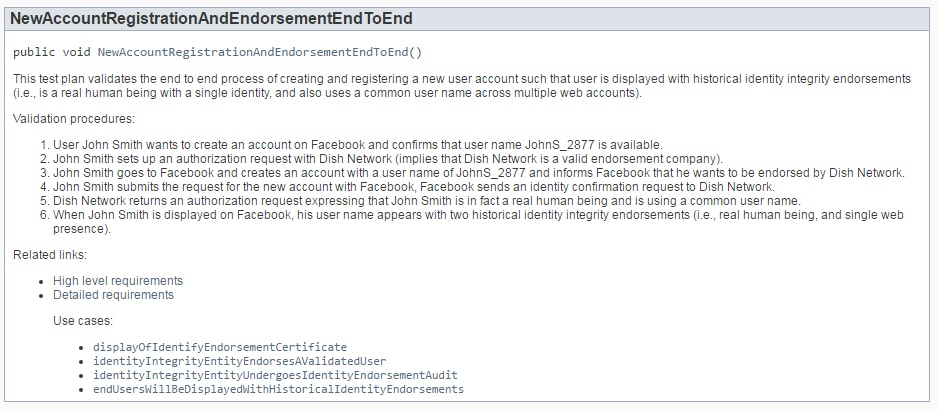 NewAccountRegistrationAndEndorsementEndToEnd
public void NewAccountRegistrationAndEndorsementEndToEnd()
This test plan validates the end to end process of creating and registering a new user account such that user is displayed with historical identity integrity endorsements
(i.e., is a real human being with a single identity, and also uses a common user name across multiple web accounts).
Validation procedures:
1. User John Smith wants to create an account on Facebook and confirms that user name JohnS_2877 is available.
2. John Smith sets up an authorization request with Dish Network (implies that Dish Network is a valid endorsement company).
3. John Smith goes to Facebook and creates an account with a user name of JohnS_2877 and informs Facebook that he wants to be endorsed by Dish Network.
4. John Smith submits the request for the new account with Facebook, Facebook sends an identity confirmation request to Dish Network.
5. Dish Network returns an authorization request expressing that John Smith is in fact a real human being and is using a common user name.
6. When John Smith is displayed on Facebook, his user name appears with two historical identity integrity endorsements (i.e., real human being, and single web
presence).
Related links:
• High level requirements
• Detailed requirements
Use cases:
• displayOfIdentifyEndorsementCertificate
• identityIntegrityEntityEndorsesAValidatedUser
• identityIntegrityEntityUndergoesIdentityEndorsementAudit
• endUsersWillBeDisplayedWithHistoricalIdentityEndorsements